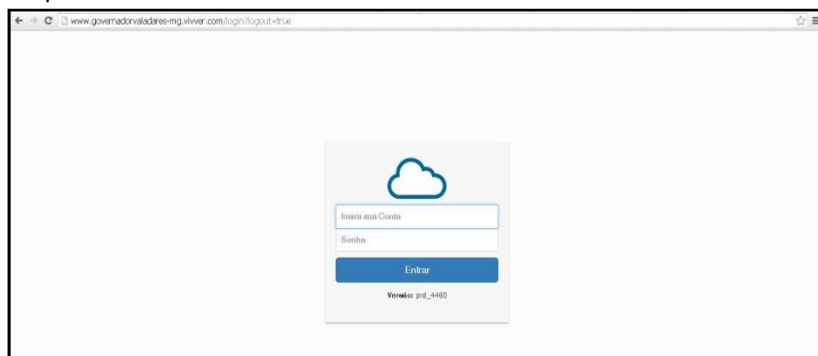 www.governadorvaladares-mg.vivver.com/login?logout=true
Insira sua Conta
Senha
Entrar
Versão: prd_4460